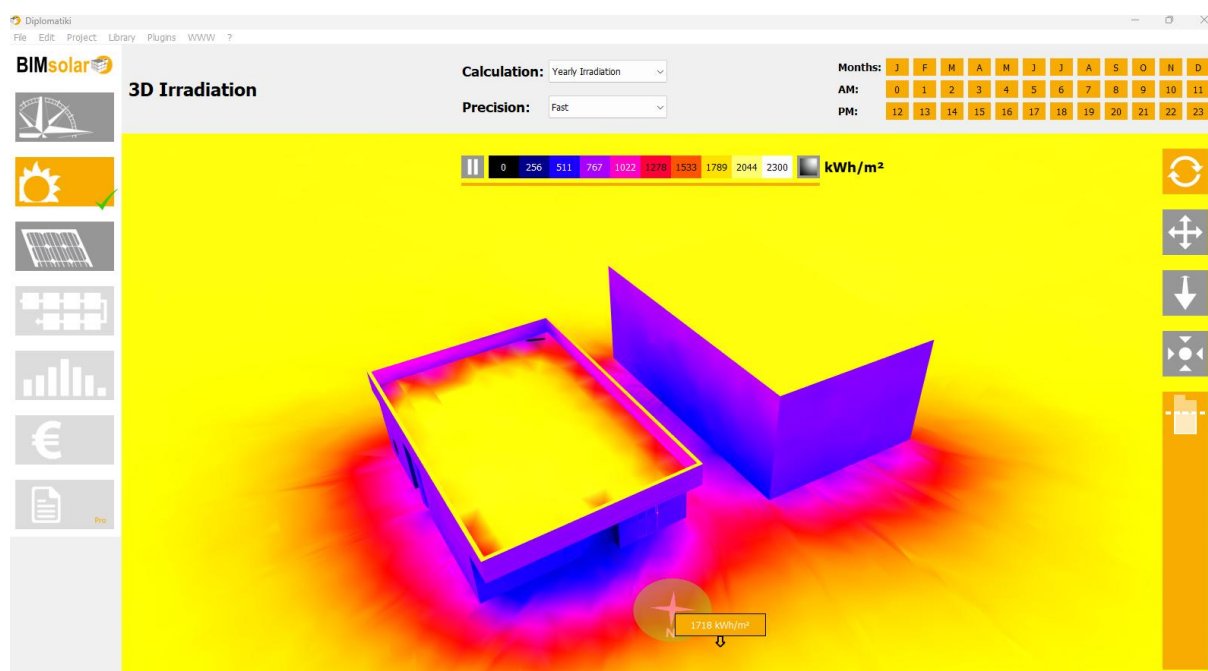 Diplomatiki
File Edit Project Library Plugins WWW ?
BIMsolar
3D Irradiation
Calculation: Yearly Irradiation
Precision: Fast
Months: J F M A M J J A S O N D
AM: 0 1 2 3 4 5 6 7 8 9 10 11
PM: 12 13 14 15 16 17 18 19 20 21 22 23
0 256 511 767 1022 1278 1533 1789 2044 2300 kWh/m²
€
Pro
N
1718 kWh/m²